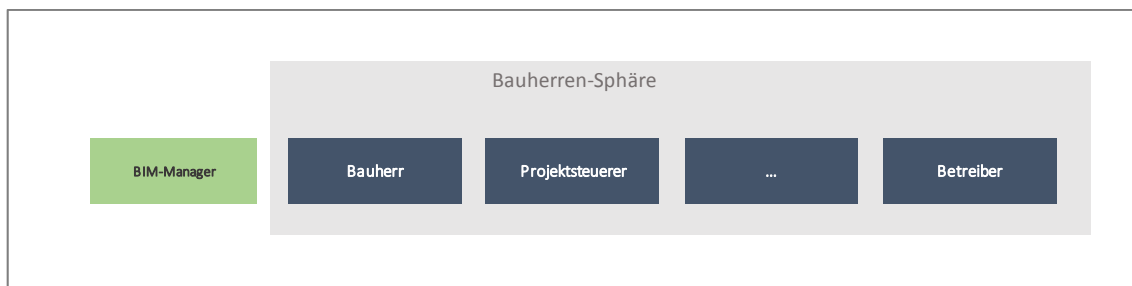 Bauherren-Sphäre
BIM-Manager
Bauherr
Projektsteuerer
...
Betreiber